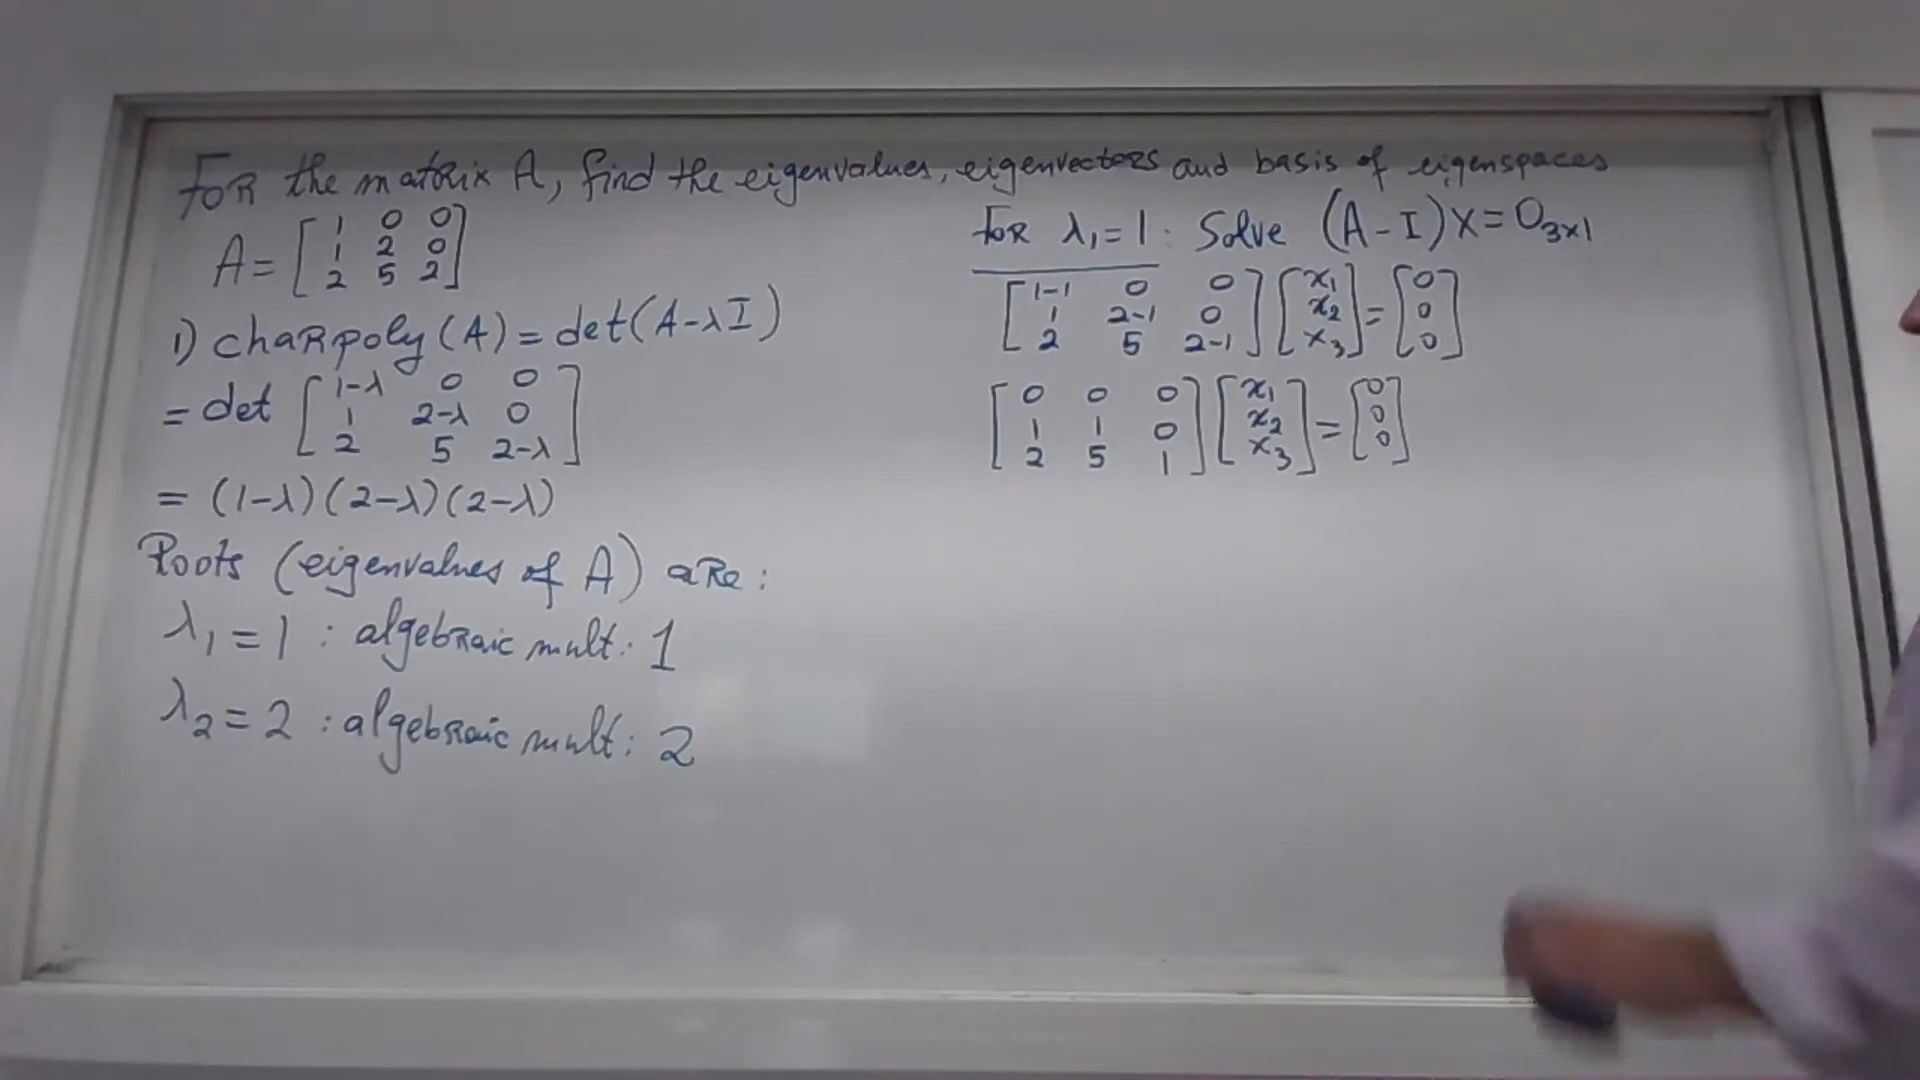 For the matrix A, find the eigenvalues, eigenvectors and basis of eigenspaces
A = [1 0 0
1 2 0
2 5 2]
1) charpoly(A) = det(A-λI)
= det [1-λ 0 0
1 2-λ 0
2 5 2-λ]
= (1-λ)(2-λ)(2-λ)
Roots (eigenvalues of A) are:
λ₁ = 1 : algebraic mult: 1
λ₂ = 2 : algebraic mult: 2
For λ₁ = 1 : Solve (A - I)X = O₃ₓ₁
[1-1 0 0] [x₁] = [0]
[1 2-1 0] [x₂] = [0]
[2 5 2-1] [x₃] = [0]
[0 0 0] [x₁] = [0]
[1 1 0] [x₂] = [0]
[2 5 1] [x₃] = [0]